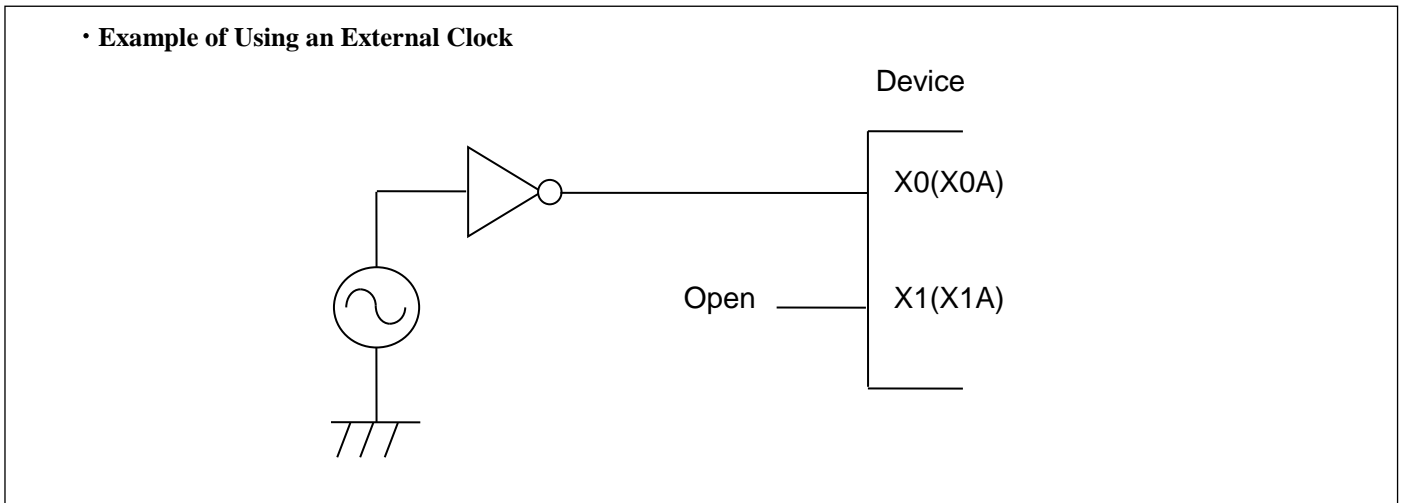 ・Example of Using an External Clock
Device
X0(X0A)
Open
X1(X1A)